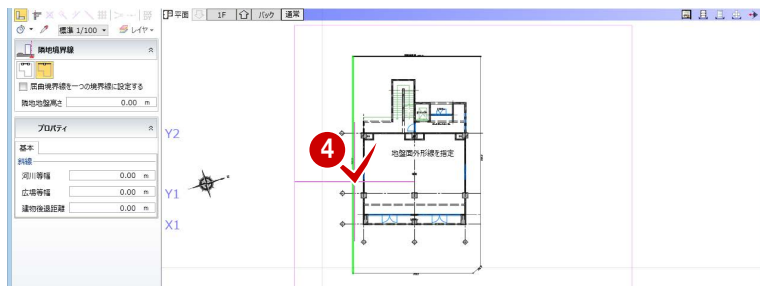 平面 1F バック 通常
標準 1/100 レイヤ
隣地境界線
屈曲境界線を一つの境界線に設定する
隣地地盤高さ 0.00 m
プロパティ
基本
斜線
河川等幅 0.00 m
広場等幅 0.00 m
建物後退距離 0.00 m
Y2
4
地盤面外形線を指定
Y1
X1